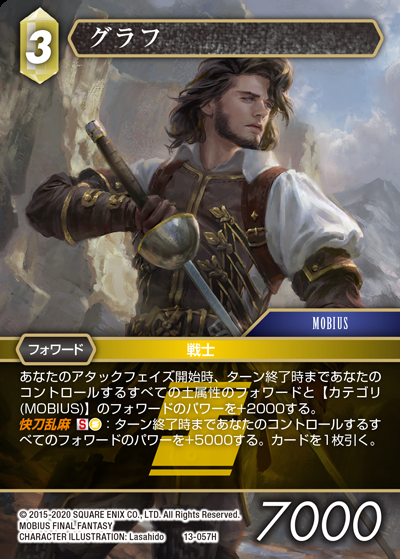 3
グラフ
MOBIUS
フォワード
戦士
あなたのアタックフェイズ開始時、ターン終了時まであなたの
コントロールするすべての土属性のフォワードと【カテゴリ
(MOBIUS)】のフォワードのパワーを+2000する。
快刀乱麻 S:ターン終了時まであなたのコントロールするす
べてのフォワードのパワーを+5000する。カードを1枚引く。
© 2015-2020 SQUARE ENIX CO., LTD. All Rights Reserved.
MOBIUS FINAL FANTASY
CHARACTER ILLUSTRATION: Lasahido 13-057H
7000